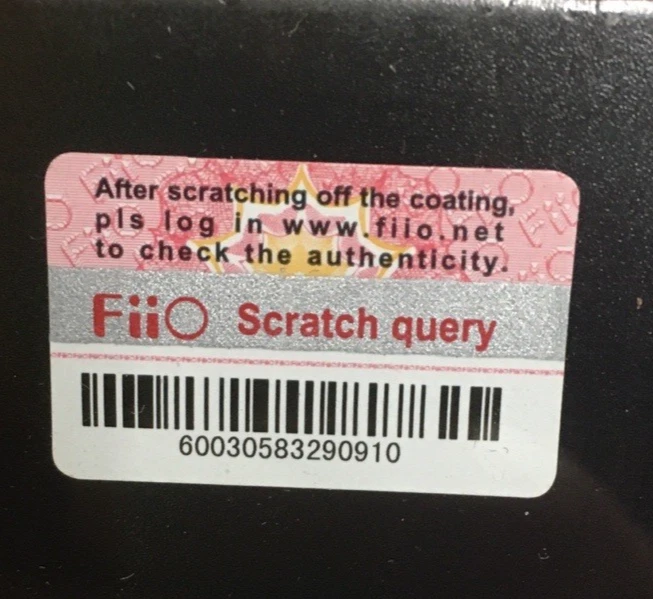 After scratching off the coating,
pls log in www.fiio.net
to check the authenticity.
FiiO Scratch query
60030583290910